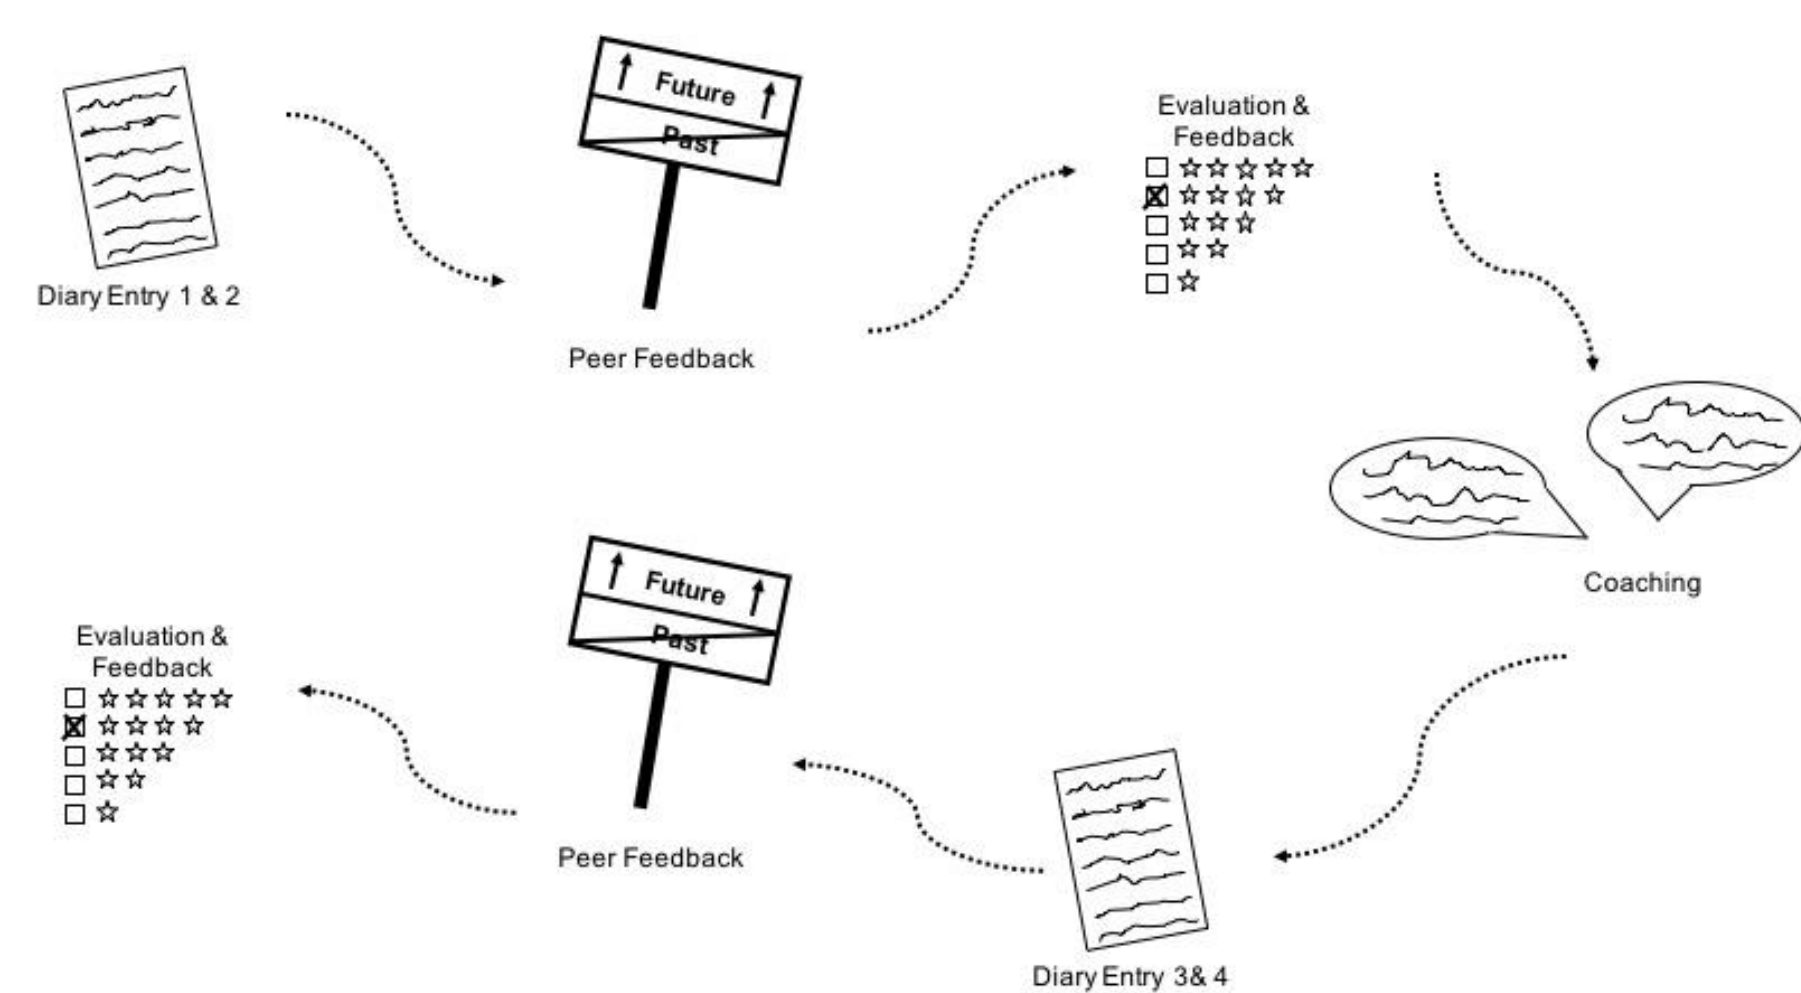 Diary Entry 1 & 2
Future
Past
Peer Feedback
Evaluation &
Feedback
Coaching
Diary Entry 3& 4
Future
Past
Peer Feedback
Evaluation &
Feedback